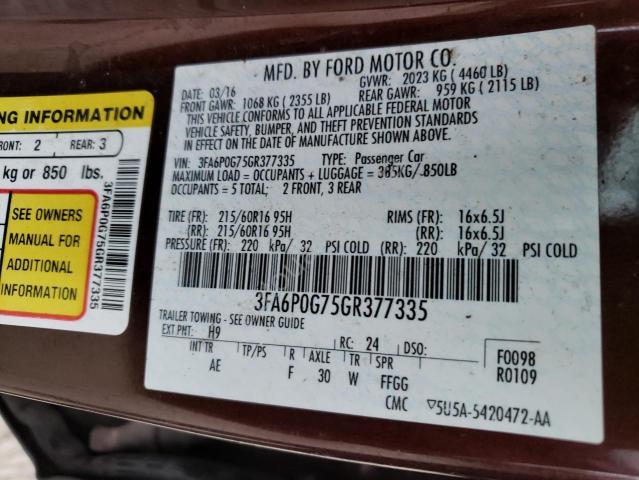 NG INFORMATION
FRONT: 2 REAR: 3
kg or 850 lbs.
SEE OWNERS
MANUAL FOR
ADDITIONAL
INFORMATION
3FA6P0G75GR377335
MFD. BY FORD MOTOR CO.
DATE: 03/16 GVWR: 2023 KG ( 4460 LB)
FRONT GAWR: 1068 KG ( 2355 LB) REAR GAWR: 959 KG ( 2115 LB)
THIS VEHICLE CONFORMS TO ALL APPLICABLE FEDERAL MOTOR
VEHICLE SAFETY, BUMPER, AND THEFT PREVENTION STANDARDS
IN EFFECT ON THE DATE OF MANUFACTURE SHOWN ABOVE.
VIN: 3FA6P0G75GR377335 TYPE: Passenger Car
MAXIMUM LOAD = OCCUPANTS + LUGGAGE = 385KG/ 850LB
OCCUPANTS = 5 TOTAL; 2 FRONT, 3 REAR
TIRE (FR): 215/60R16 95H RIMS (FR): 16x6.5J
(RR): 215/60R16 95H (RR): 16x6.5J
PRESSURE (FR): 220 kPa/ 32 PSI COLD (RR): 220 kPa/ 32 PSI COLD
3FA6P0G75GR377335
TRAILER TOWING - SEE OWNER GUIDE
EXT PNT: H9 RC: 24 DSO:
INT TR TP/PS R AXLE TR SPR
AE F 30 W FFGG
F0098
R0109
CMC ▽5U5A-5420472-AA